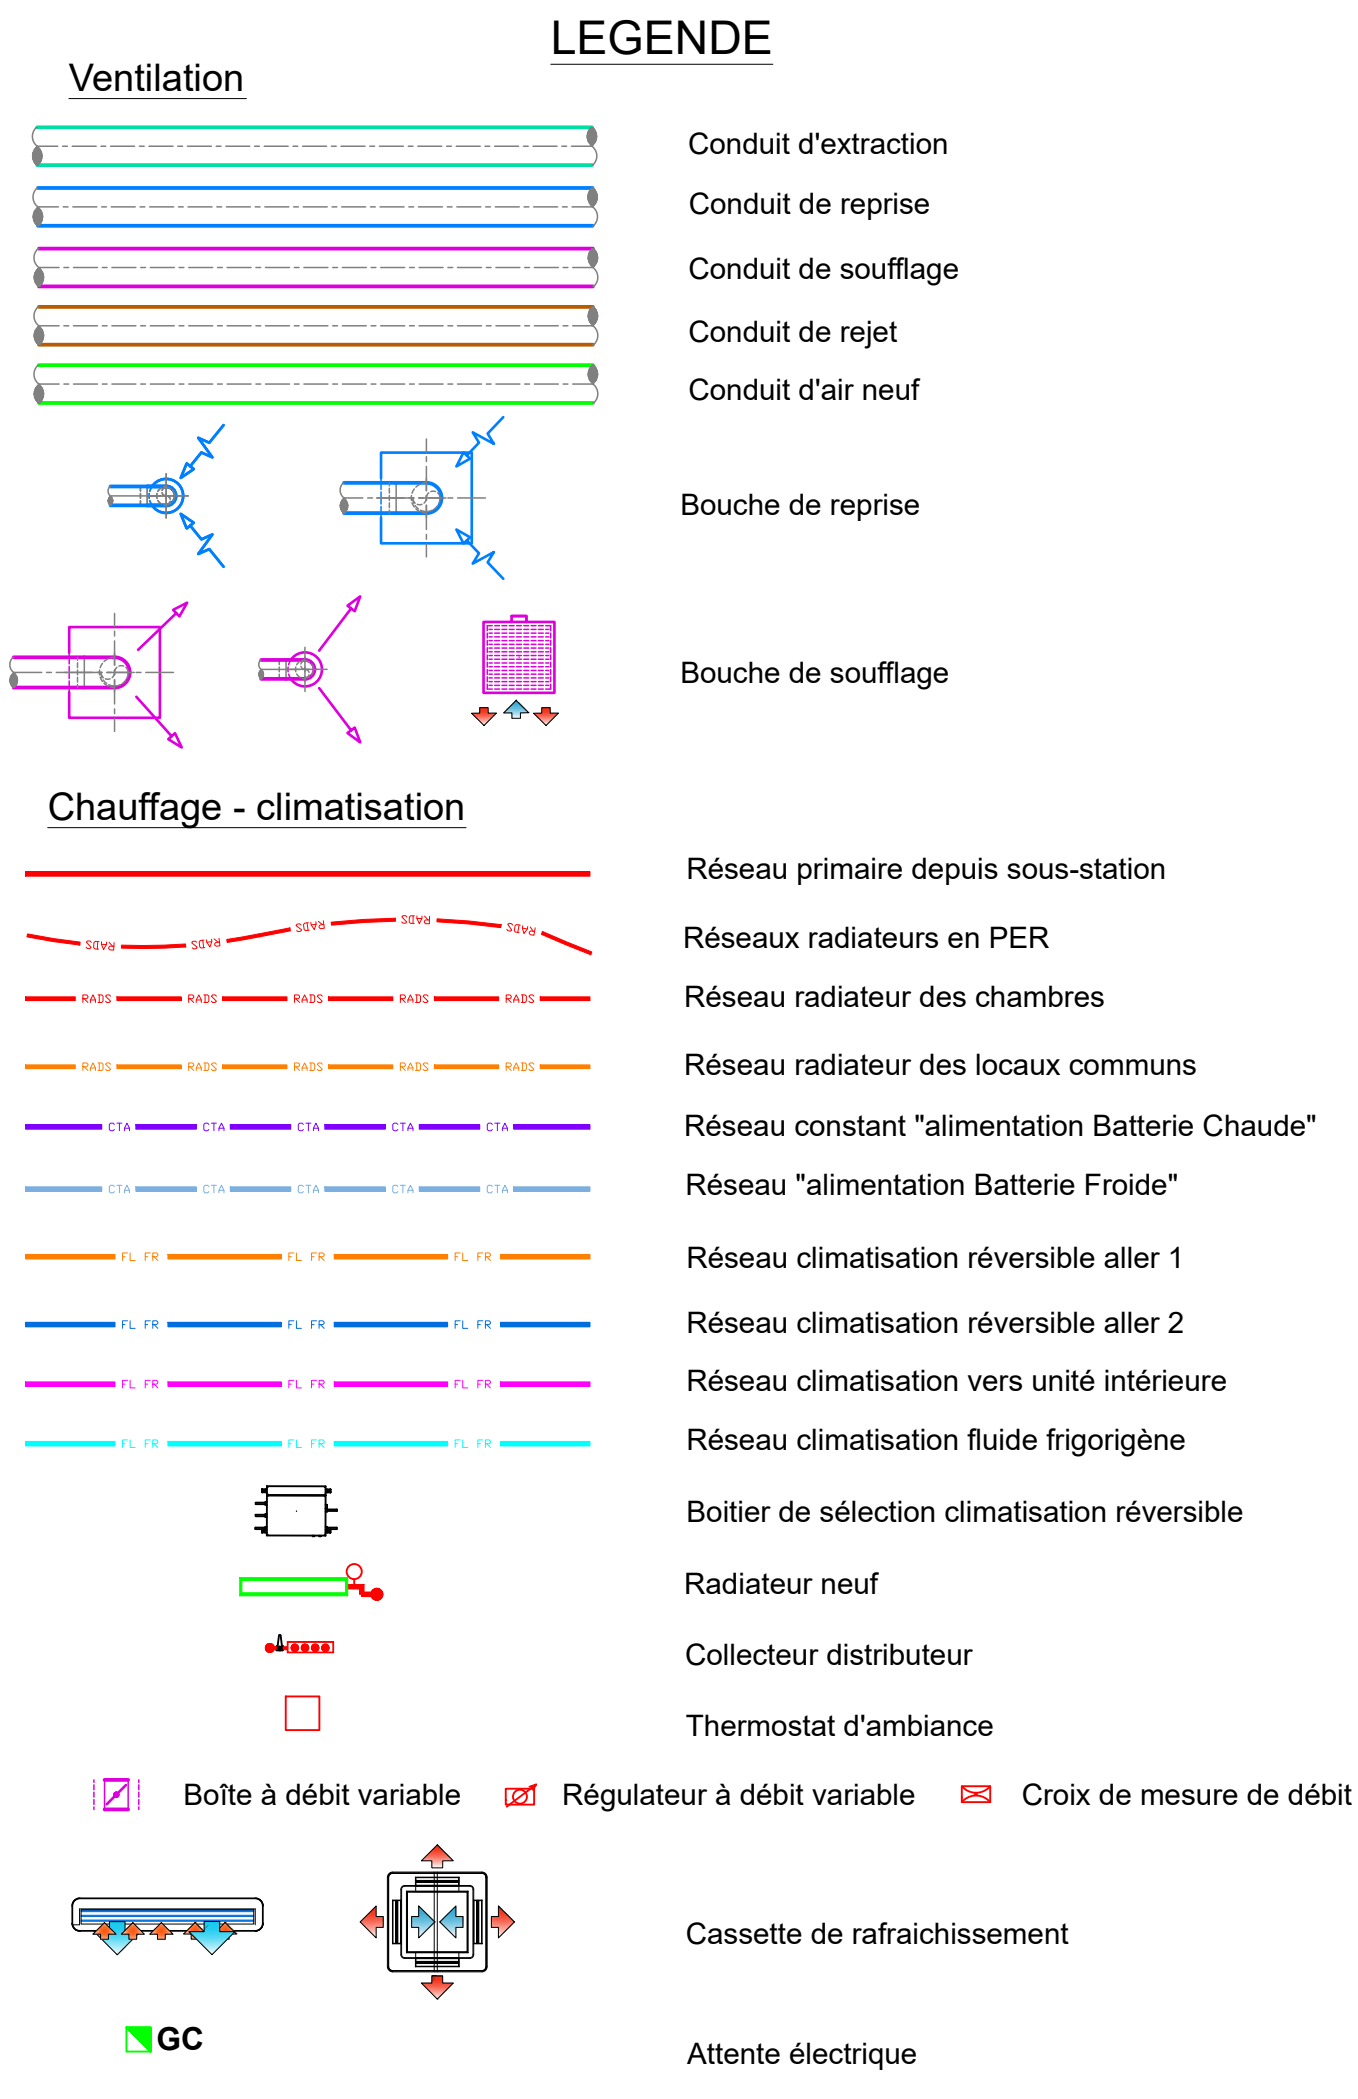 LEGENDE
Ventilation
Conduit d'extraction
Conduit de reprise
Conduit de soufflage
Conduit de rejet
Conduit d'air neuf
Bouche de reprise
Bouche de soufflage
Chauffage - climatisation
Réseau primaire depuis sous-station
RADS RADS RADS RADS RADS Réseaux radiateurs en PER
RADS RADS RADS RADS RADS Réseau radiateur des chambres
RADS RADS RADS RADS RADS Réseau radiateur des locaux communs
CTA CTA CTA CTA CTA Réseau constant "alimentation Batterie Chaude"
CTA CTA CTA CTA CTA Réseau "alimentation Batterie Froide"
FL FR FL FR FL FR Réseau climatisation réversible aller 1
FL FR FL FR FL FR Réseau climatisation réversible aller 2
FL FR FL FR FL FR Réseau climatisation vers unité intérieure
FL FR FL FR FL FR Réseau climatisation fluide frigorigène
Boitier de sélection climatisation réversible
Radiateur neuf
Collecteur distributeur
Thermostat d'ambiance
Boîte à débit variable Régulateur à débit variable Croix de mesure de débit
Cassette de rafraichissement
GC
Attente électrique